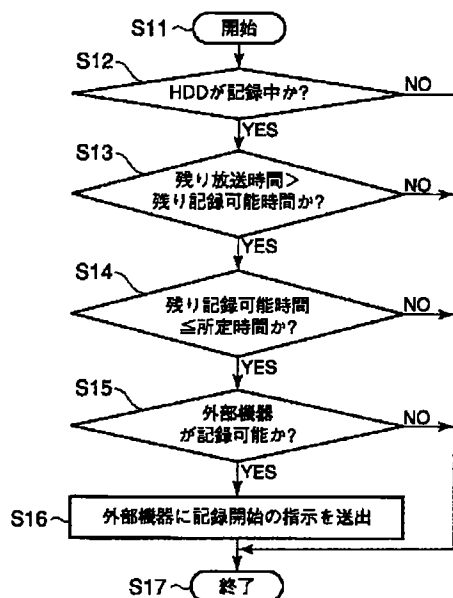 S11
開始
S12
HDDが記録中か?
NO
YES
S13
残り放送時間>
残り記録可能時間か?
NO
YES
S14
残り記録可能時間
≦所定時間か?
NO
YES
S15
外部機器
が記録可能か?
NO
YES
S16
外部機器に記録開始の指示を送出
S17
終了